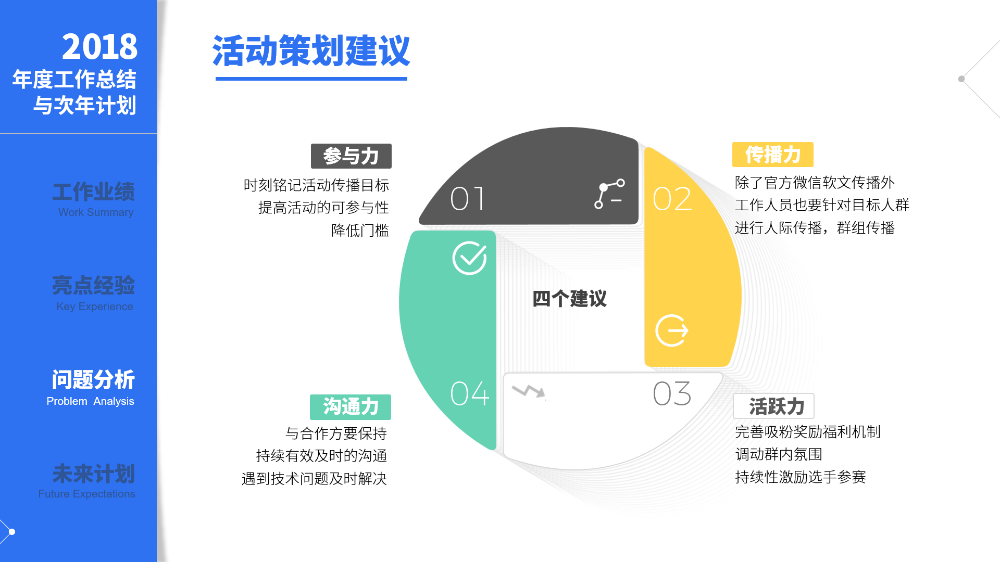 2018
年度工作总结
与次年计划
工作业绩
Work Summary
亮点经验
Key Experience
问题分析
Problem Analysis
未来计划
Future Expectations
活动策划建议
参与力
时刻铭记活动传播目标
提高活动的可参与性
降低门槛
01
02
传播力
除了官方微信软文传播外
工作人员也要针对目标人群
进行人际传播，群组传播
四个建议
沟通力
与合作方要保持
持续有效及时的沟通
遇到技术问题及时解决
04
03
活跃力
完善吸粉奖励福利机制
调动群内氛围
持续性激励选手参赛